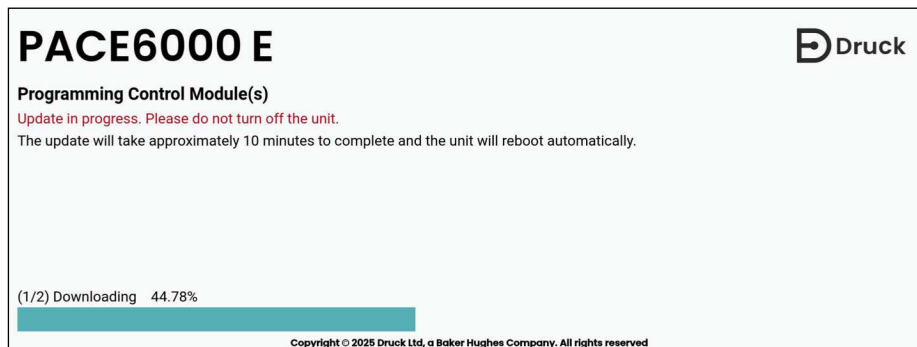 PACE6000 E
Druck
Programming Control Module(s)
Update in progress. Please do not turn off the unit.
The update will take approximately 10 minutes to complete and the unit will reboot automatically.
(1/2) Downloading 44.78%
Copyright © 2025 Druck Ltd, a Baker Hughes Company. All rights reserved